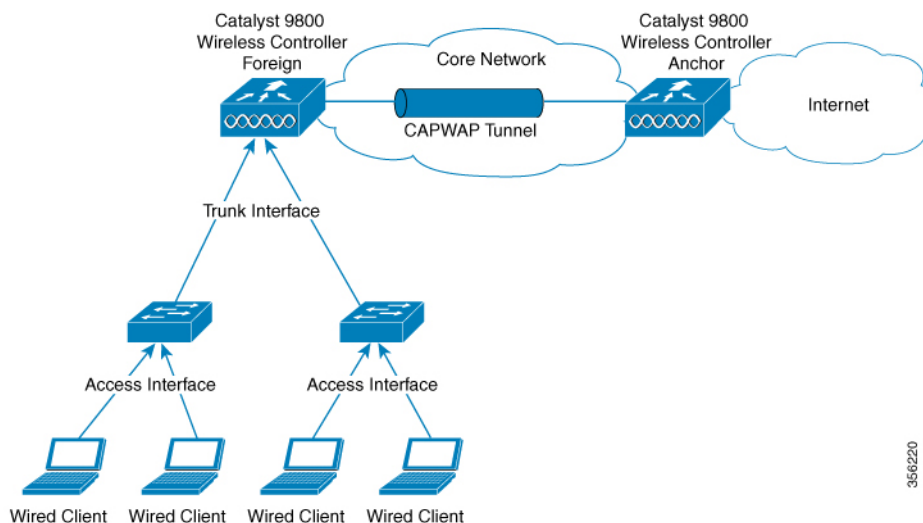 Catalyst 9800
Wireless Controller
Foreign
Catalyst 9800
Wireless Controller
Anchor
Core Network
CAPWAP Tunnel
Internet
Trunk Interface
Access Interface
Access Interface
Wired Client
Wired Client
Wired Client
Wired Client
356220